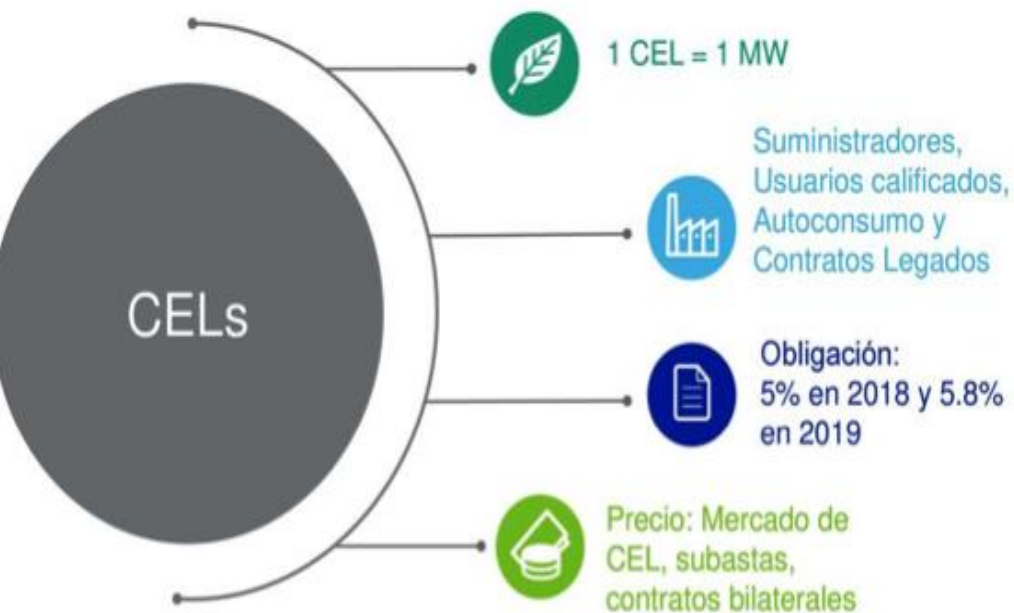 CELs
1 CEL = 1 MW
Suministradores,
Usuarios calificados,
Autoconsumo y
Contratos Legados
Obligación:
5% en 2018 y 5.8%
en 2019
Precio: Mercado de
CEL, subastas,
contratos bilaterales